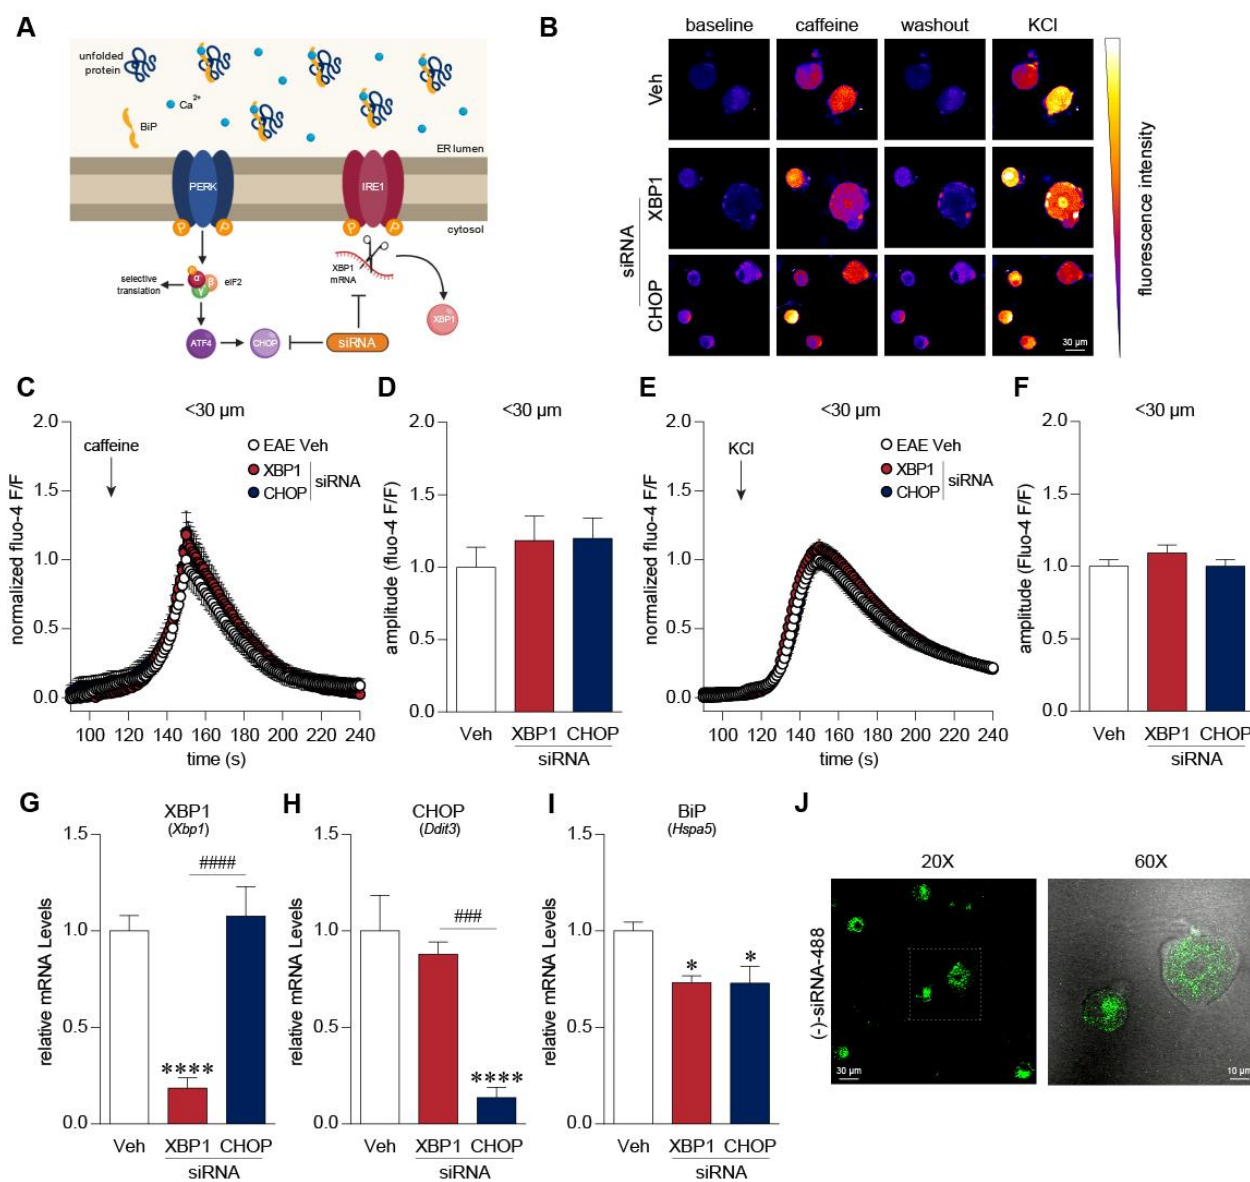 A
unfolded
protein
Ca2+
BiP
ER lumen
PERK
IRE1
P
P
P
P
cytosol
XBP1
mRNA
selective
translation
α
β
γ
eIF2
XBP1
ATF4
CHOP
siRNA
B
baseline
caffeine
washout
KCl
Veh
XBP1
CHOP
siRNA
30 µm
fluorescence intensity
C
<30 µm
caffeine
EAE Veh
XBP1
CHOP
siRNA
normalized fluo-4 F/F
2.0
1.5
1.0
0.5
0.0
100 120 140 160 180 200 220 240
time (s)
D
<30 µm
amplitude (fluo-4 F/F)
2.0
1.5
1.0
0.5
0.0
Veh XBP1 CHOP
siRNA
E
<30 µm
KCl
EAE Veh
XBP1
CHOP
siRNA
normalized fluo-4 F/F
2.0
1.5
1.0
0.5
0.0
100 120 140 160 180 200 220 240
time (s)
F
<30 µm
amplitude (Fluo-4 F/F)
2.0
1.5
1.0
0.5
0.0
Veh XBP1 CHOP
siRNA
G
XBP1
(Xbp1)
relative mRNA Levels
1.5
1.0
0.5
0.0
####
****
Veh XBP1 CHOP
siRNA
H
CHOP
(Ddit3)
relative mRNA Levels
1.5
1.0
0.5
0.0
###
****
Veh XBP1 CHOP
siRNA
I
BiP
(Hspa5)
relative mRNA Levels
1.5
1.0
0.5
0.0
* *
Veh XBP1 CHOP
siRNA
J
20X 60X
(-)-siRNA-488
30 µm
10 µm